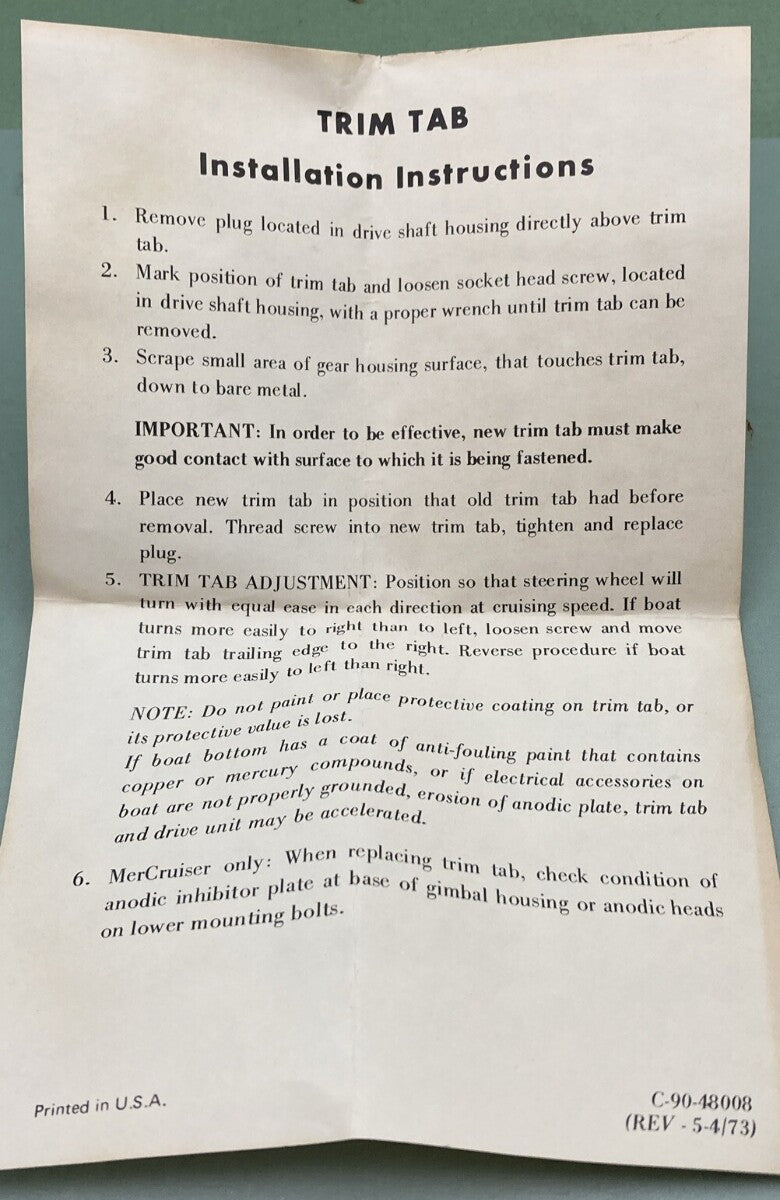 TRIM TAB
Installation Instructions
1. Remove plug located in drive shaft housing directly above trim
tab.
2. Mark position of trim tab and loosen socket head screw, located
in drive shaft housing, with a proper wrench until trim tab can be
removed.
3. Scrape small area of gear housing surface, that touches trim tab,
down to bare metal.
IMPORTANT: In order to be effective, new trim tab must make
good contact with surface to which it is being fastened.
4. Place new trim tab in position that old trim tab had before
removal. Thread screw into new trim tab, tighten and replace
plug.
5. TRIM TAB ADJUSTMENT: Position so that steering wheel will
turn with equal ease in each direction at cruising speed. If boat
turns more easily to right than to left, loosen screw and move
trim tab trailing edge to the right. Reverse procedure if boat
turns more easily to left than right.
NOTE: Do not paint or place protective coating on trim tab, or
its protective value is lost.
If boat bottom has a coat of anti-fouling paint that contains
copper or mercury compounds, or if electrical accessories on
boat are not properly grounded, erosion of anodic plate, trim tab
and drive unit may be accelerated.
6. MerCruiser only: When replacing trim tab, check condition of
anodic inhibitor plate at base of gimbal housing or anodic heads
on lower mounting bolts.
Printed in U.S.A.
C-90-48008
(REV - 5-4/73)